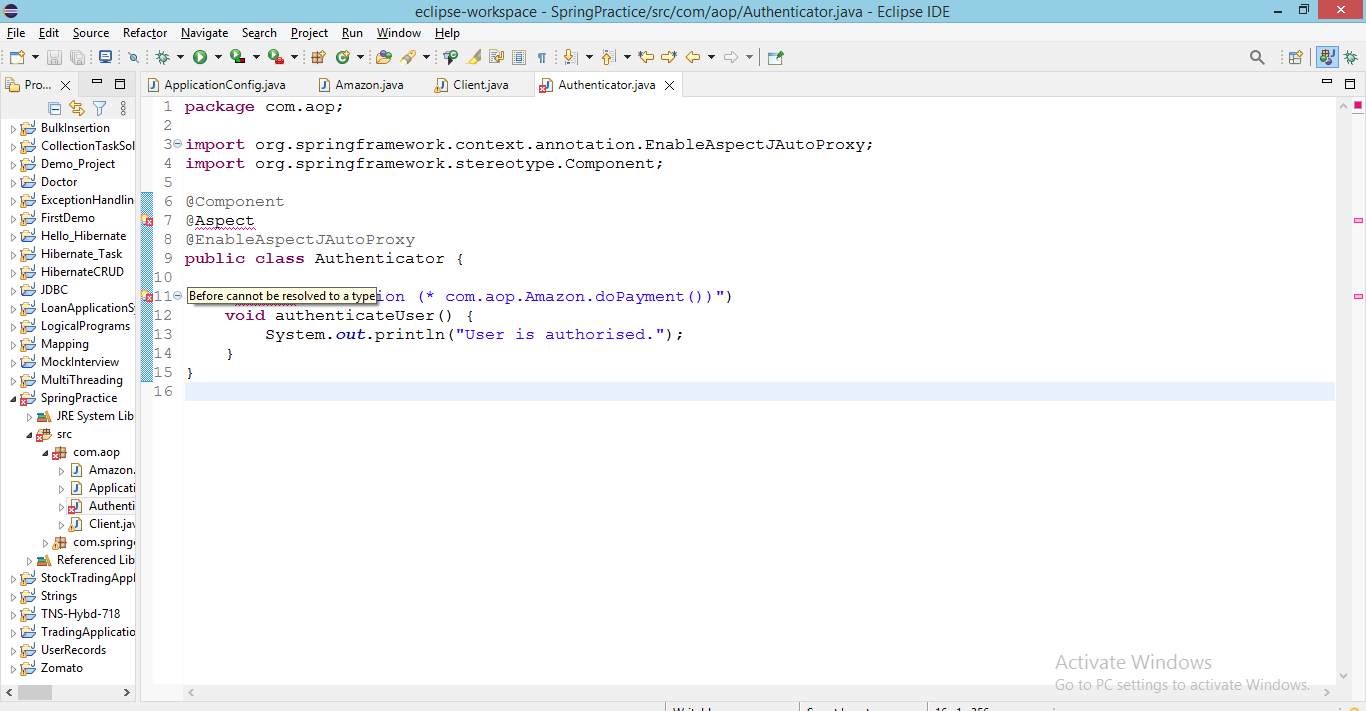 eclipse-workspace - SpringPractice/src/com/aop/Authenticator.java - Eclipse IDE
File Edit Source Refactor Navigate Search Project Run Window Help
Pro...
ApplicationConfig.java Amazon.java Client.java Authenticator.java
BulkInsertion
CollectionTaskSol
Demo_Project
Doctor
ExceptionHandlin
FirstDemo
Hello_Hibernate
Hibernate_Task
HibernateCRUD
JDBC
LoanApplicationS
LogicalPrograms
Mapping
MockInterview
MultiThreading
SpringPractice
JRE System Lib
src
com.aop
Amazon.
Applicati
Authenti
Client.jav
com.spring
Referenced Lib
StockTradingAppl
Strings
TNS-Hybd-718
TradingApplicatio
UserRecords
Zomato
1 package com.aop;
2
3 import org.springframework.context.annotation.EnableAspectJAutoProxy;
4 import org.springframework.stereotype.Component;
5
6 @Component
7 @Aspect
8 @EnableAspectJAutoProxy
9 public class Authenticator {
10
11 Before cannot be resolved to a type ion (* com.aop.Amazon.doPayment())")
12 void authenticateUser() {
13 System.out.println("User is authorised.");
14 }
15 }
16
Activate Windows
Go to PC settings to activate Windows.